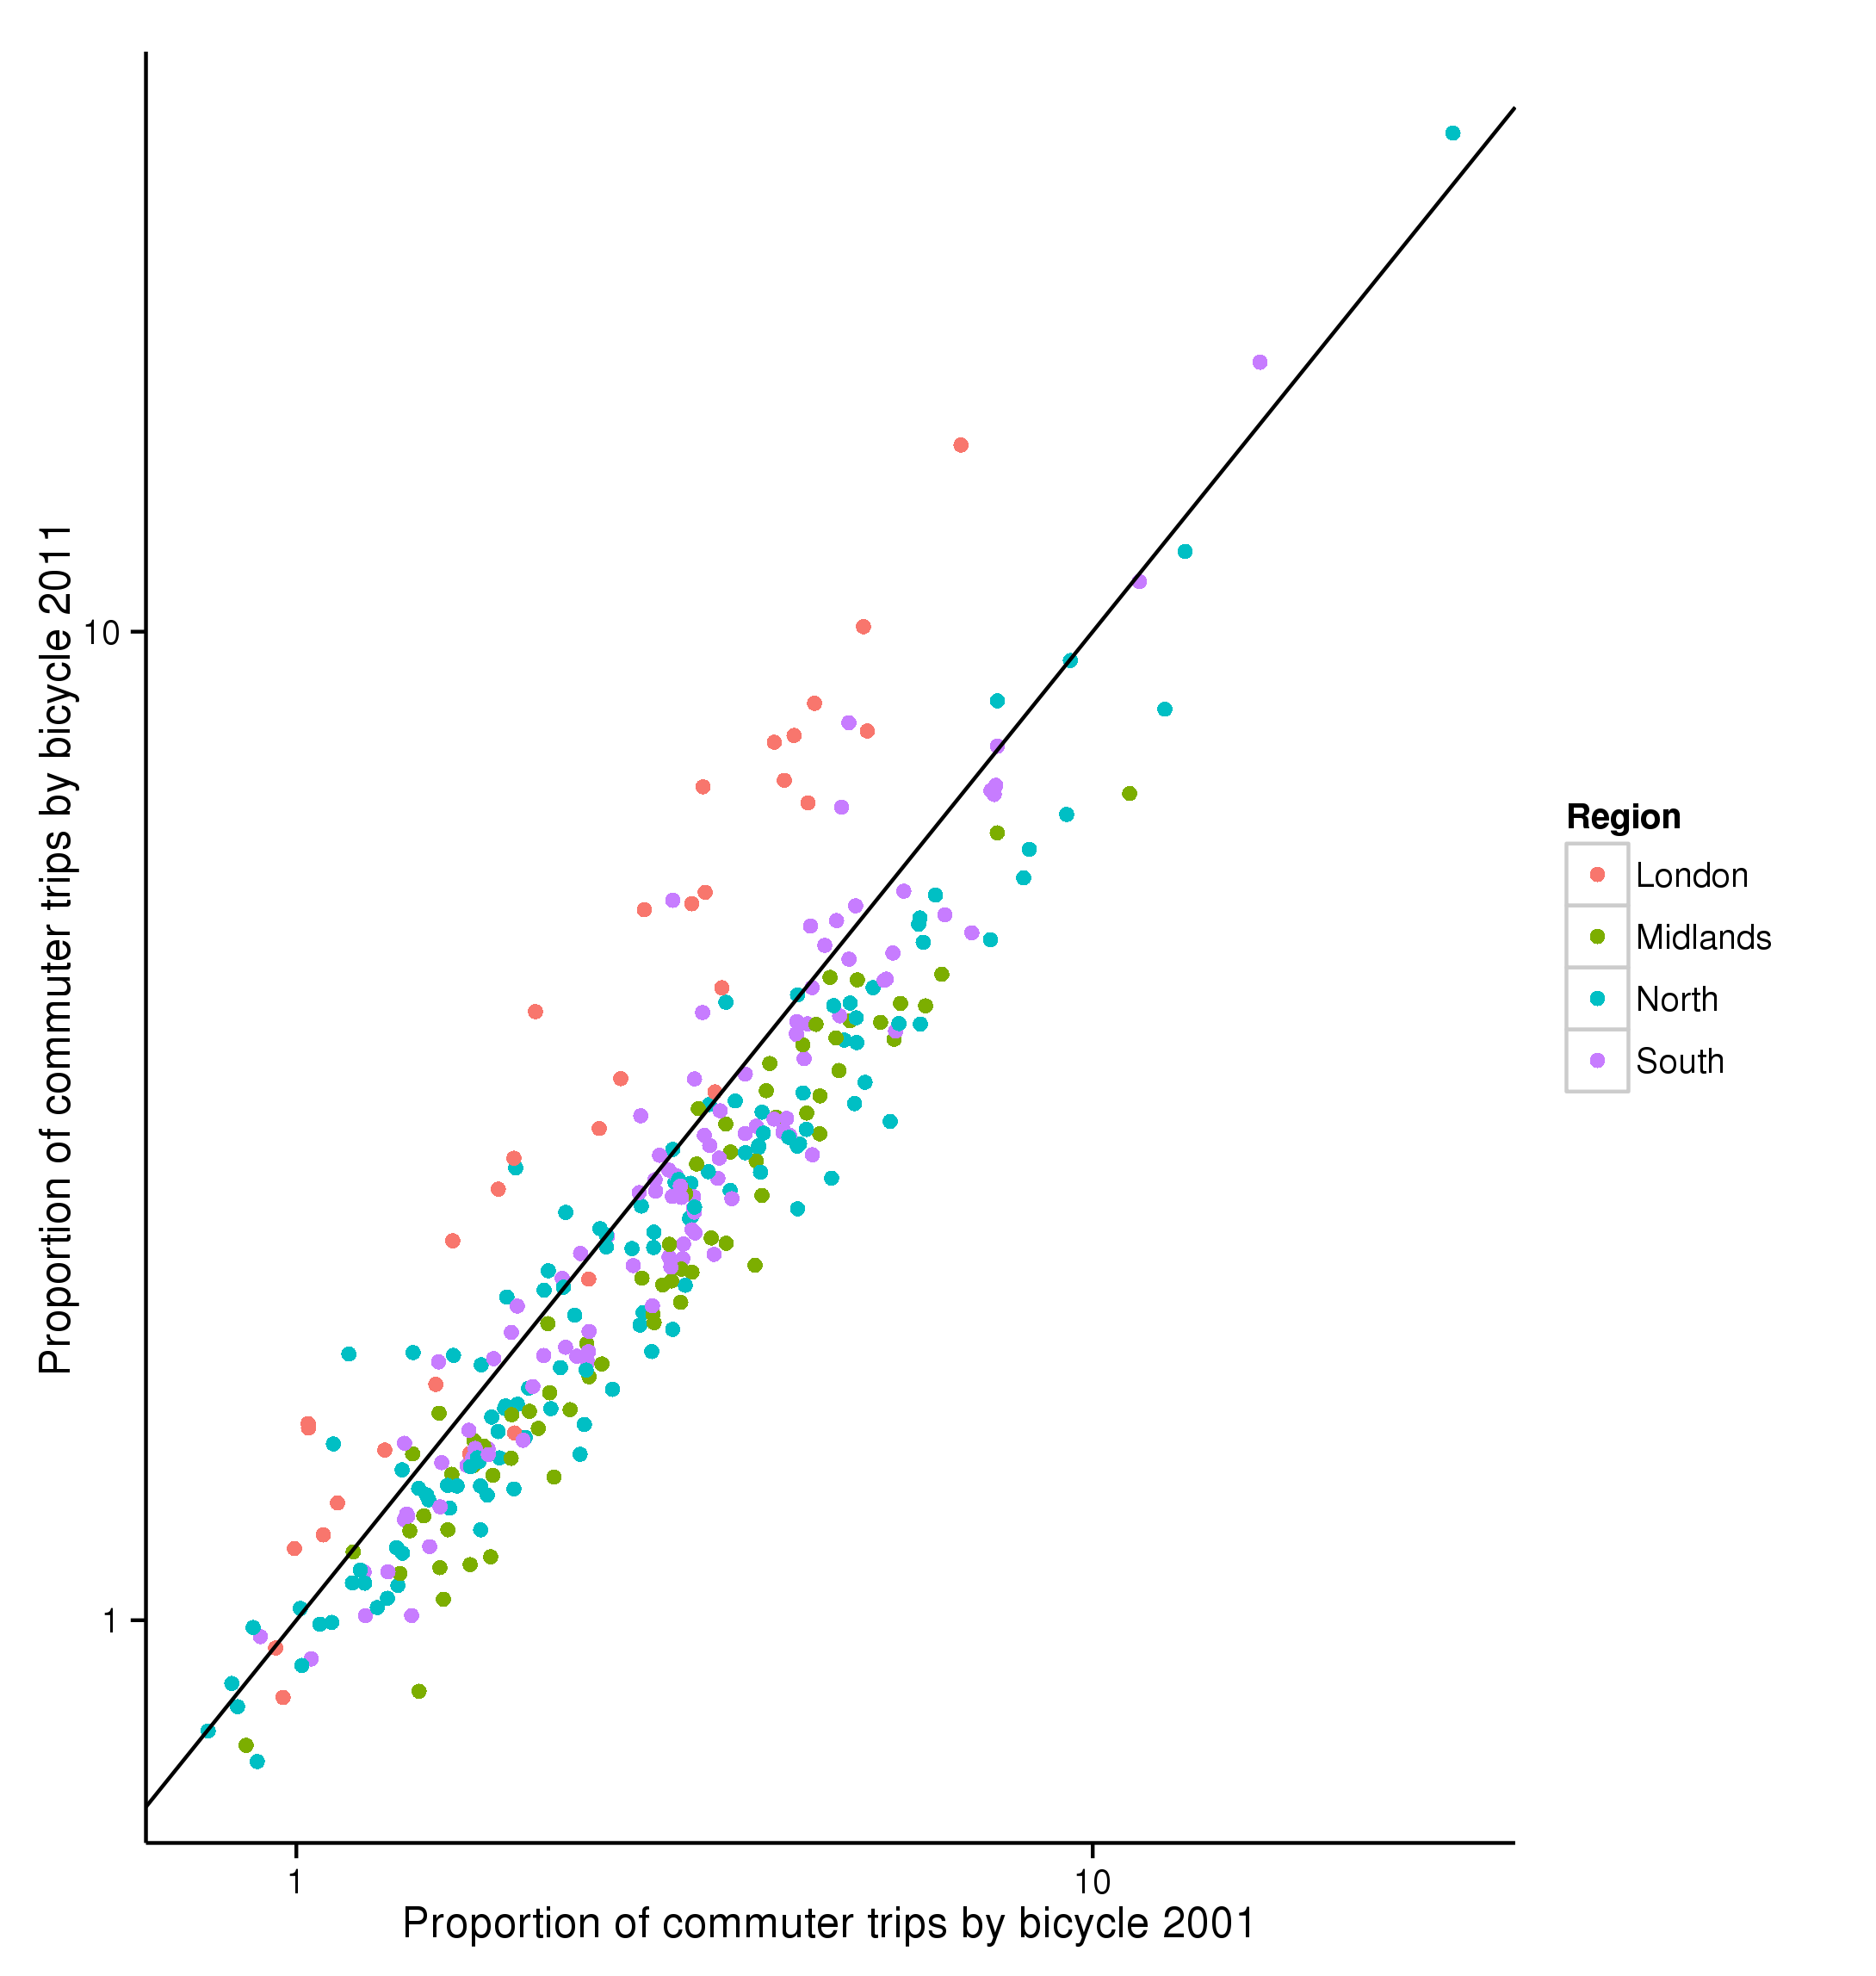 Proportion of commuter trips by bicycle 2011
10
1
1
10
Proportion of commuter trips by bicycle 2001
Region
London
Midlands
North
South